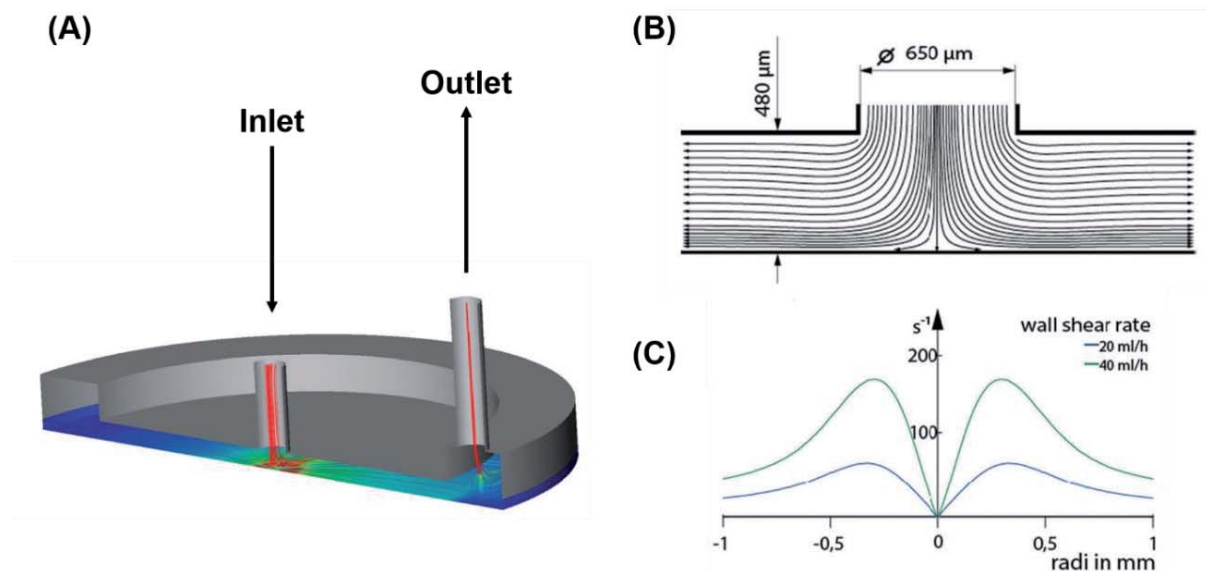 (A)
Inlet
Outlet
(B)
480 µm
Ø 650 µm
(C)
s⁻¹
200
100
wall shear rate
20 ml/h
40 ml/h
-1
-0,5
0
0,5
1
radi in mm